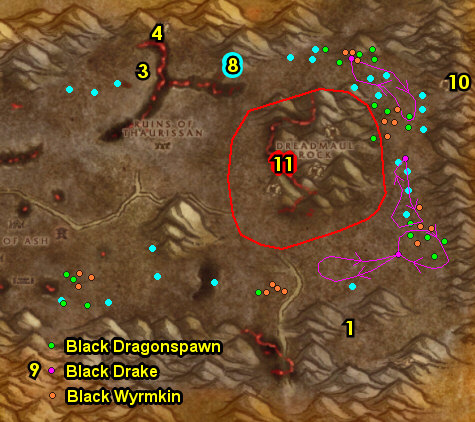 4
3
8
10
RUINS OF
THAURISSAN
DREADMAUL
ROCK
11
OF ASH
1
Black Dragonspawn
9 Black Drake
Black Wyrmkin